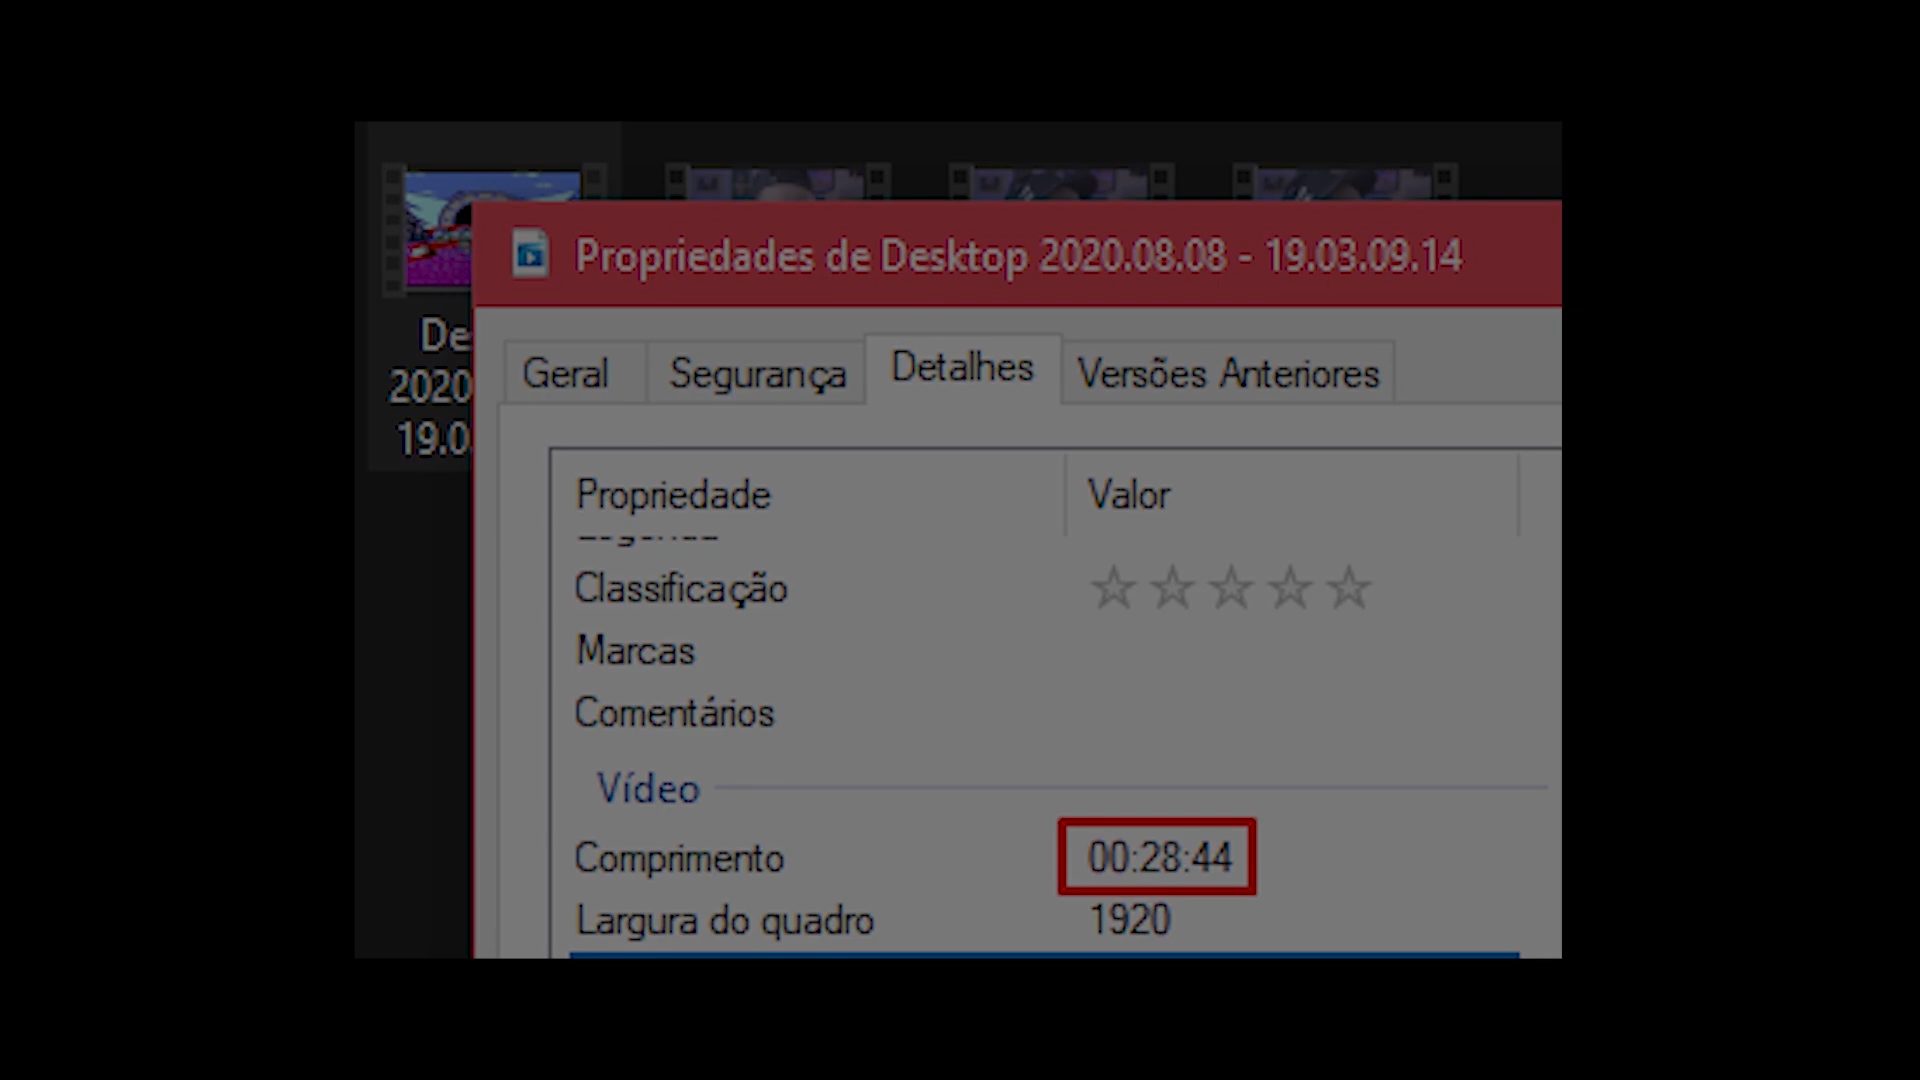 Propriedades de Desktop 2020.08.08 - 19.03.09.14
De
2020
19.0
Geral Segurança Detalhes Versões Anteriores
Propriedade Valor
Classificação
Marcas
Comentários
Vídeo
Comprimento 00:28:44
Largura do quadro 1920